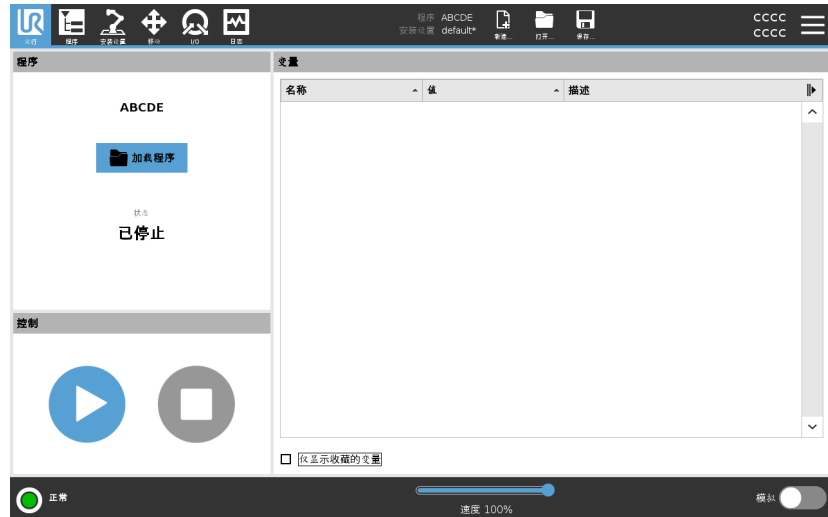 UR
运行
程序
安装设置
移动
I/O
日志
程序 ABCDE
安装设置 default*
新建...
打开...
保存...
CCCC
CCCC
程序
ABCDE
加载程序
状态
已停止
控制
变量
名称
值
描述
仅显示收藏的变量
正常
速度 100%
模拟